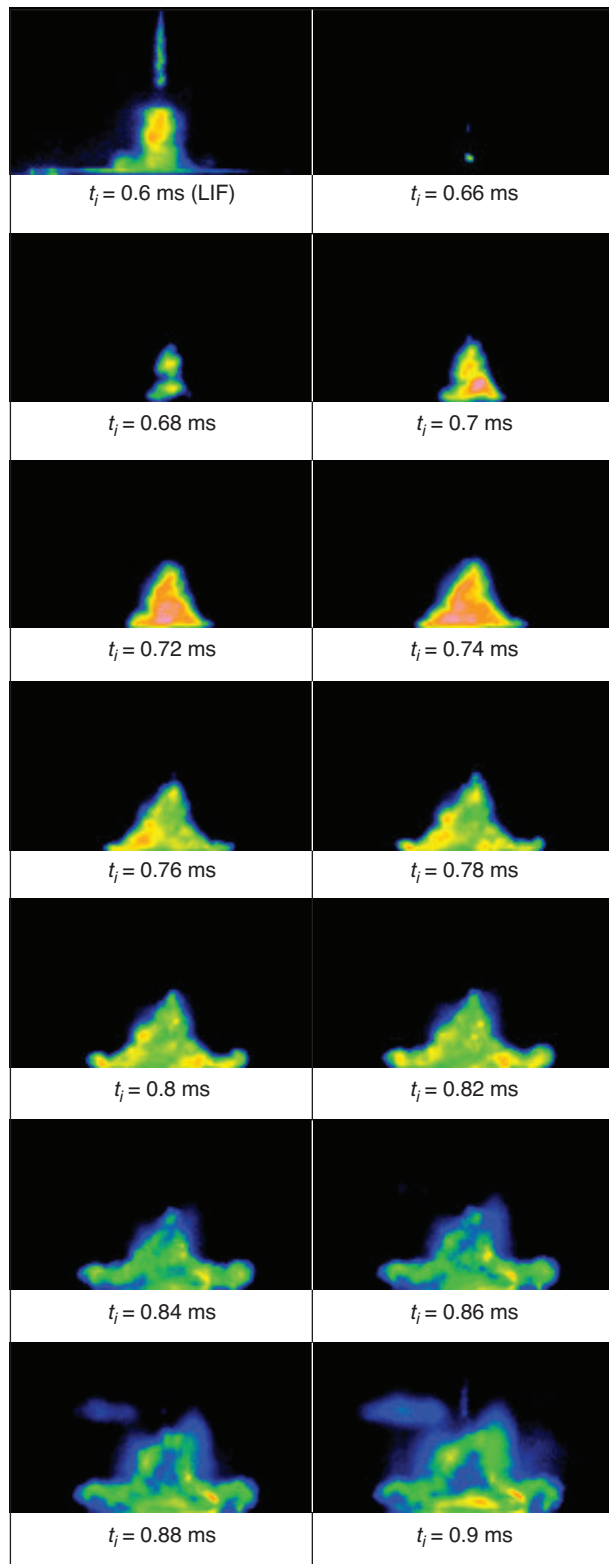 t_i = 0.6 ms (LIF)
t_i = 0.66 ms
t_i = 0.68 ms
t_i = 0.7 ms
t_i = 0.72 ms
t_i = 0.74 ms
t_i = 0.76 ms
t_i = 0.78 ms
t_i = 0.8 ms
t_i = 0.82 ms
t_i = 0.84 ms
t_i = 0.86 ms
t_i = 0.88 ms
t_i = 0.9 ms